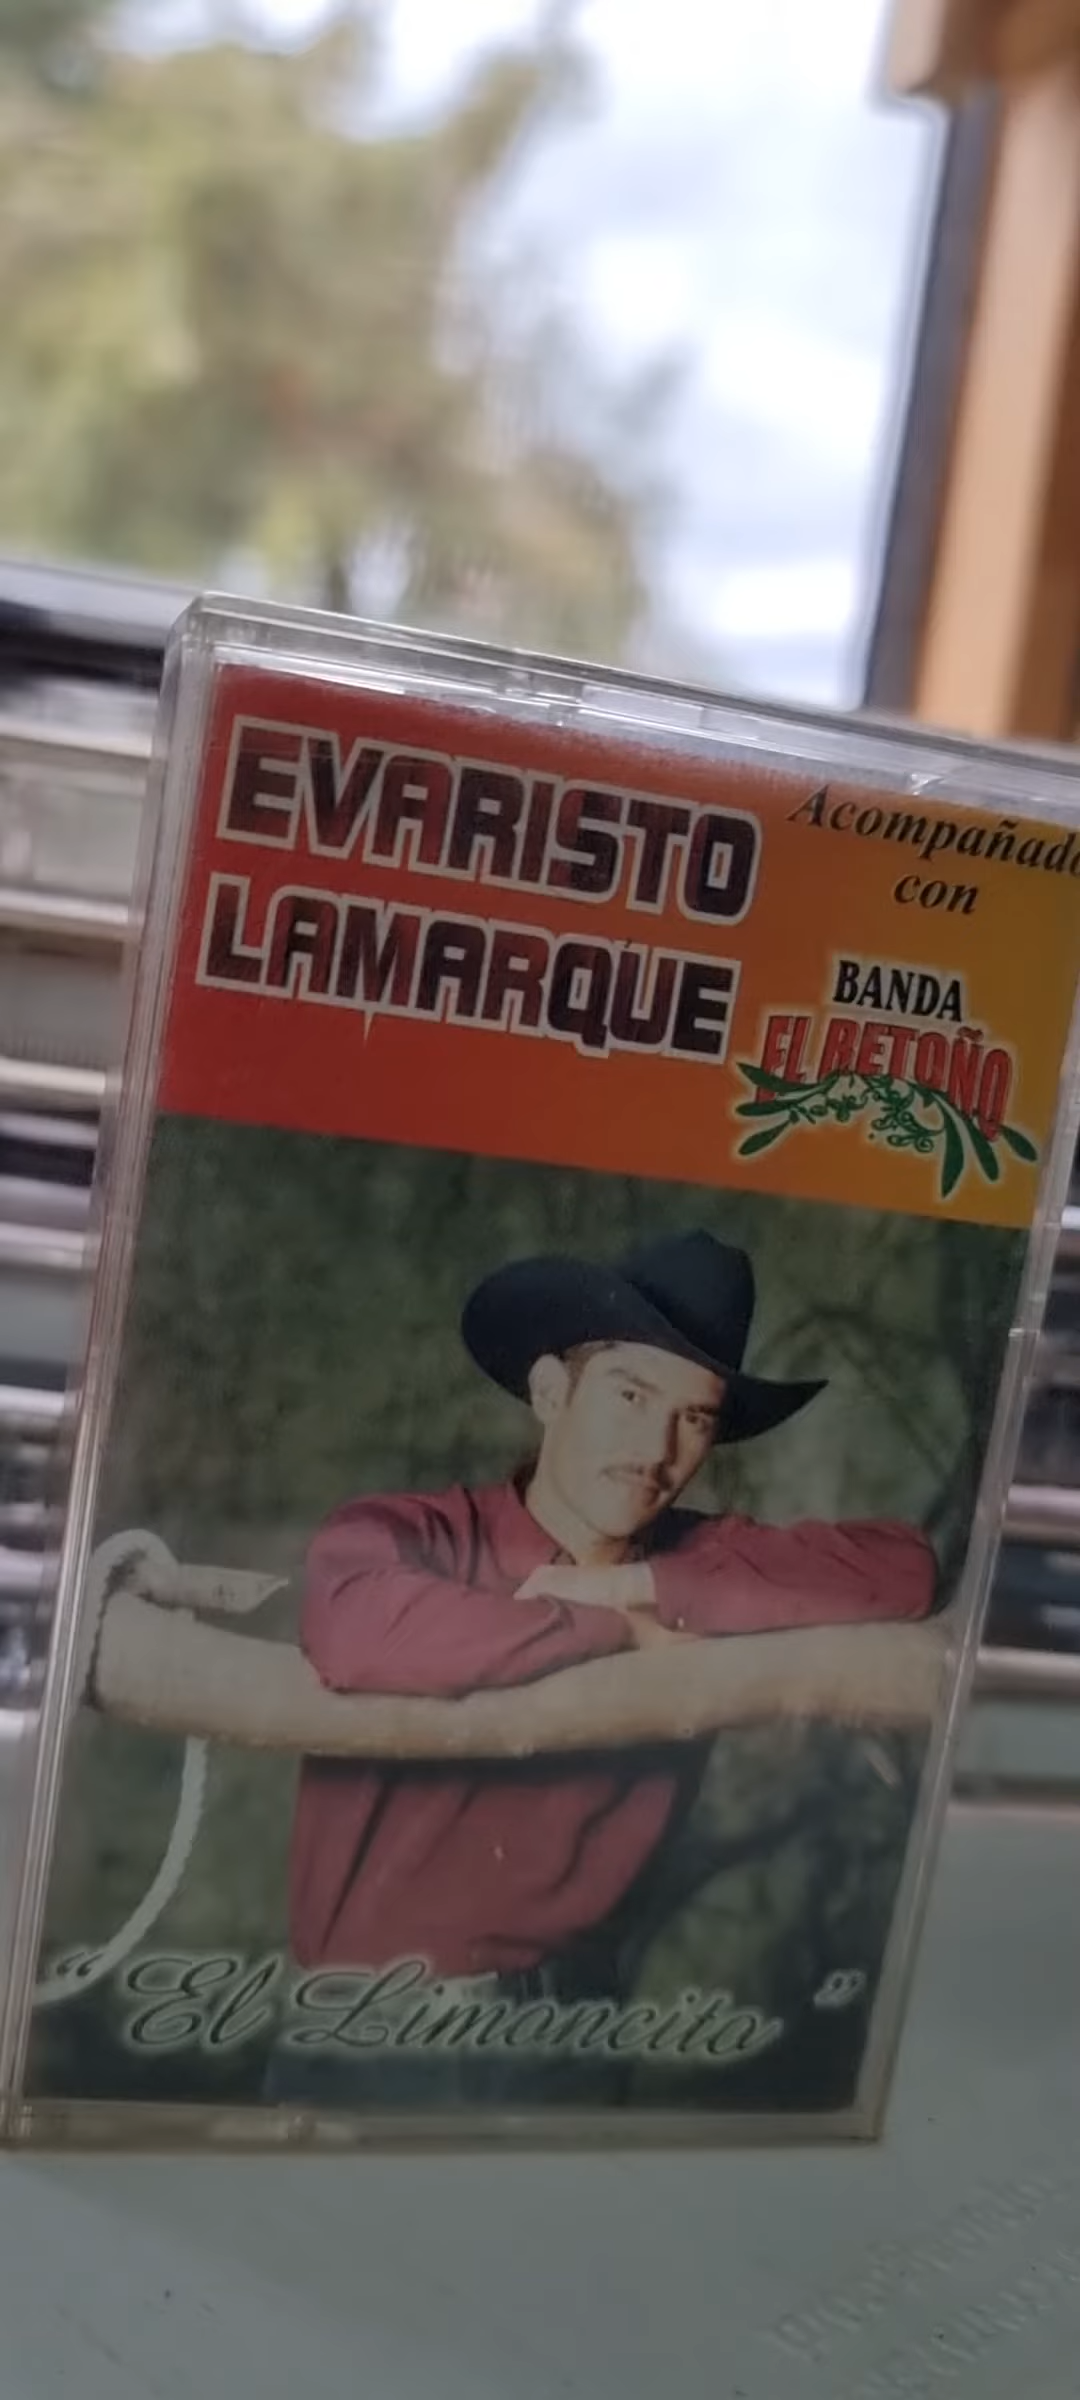 EVARISTO
LAMARQUE
Acompañado
con
BANDA
EL RETOÑO
"El Limoncito"